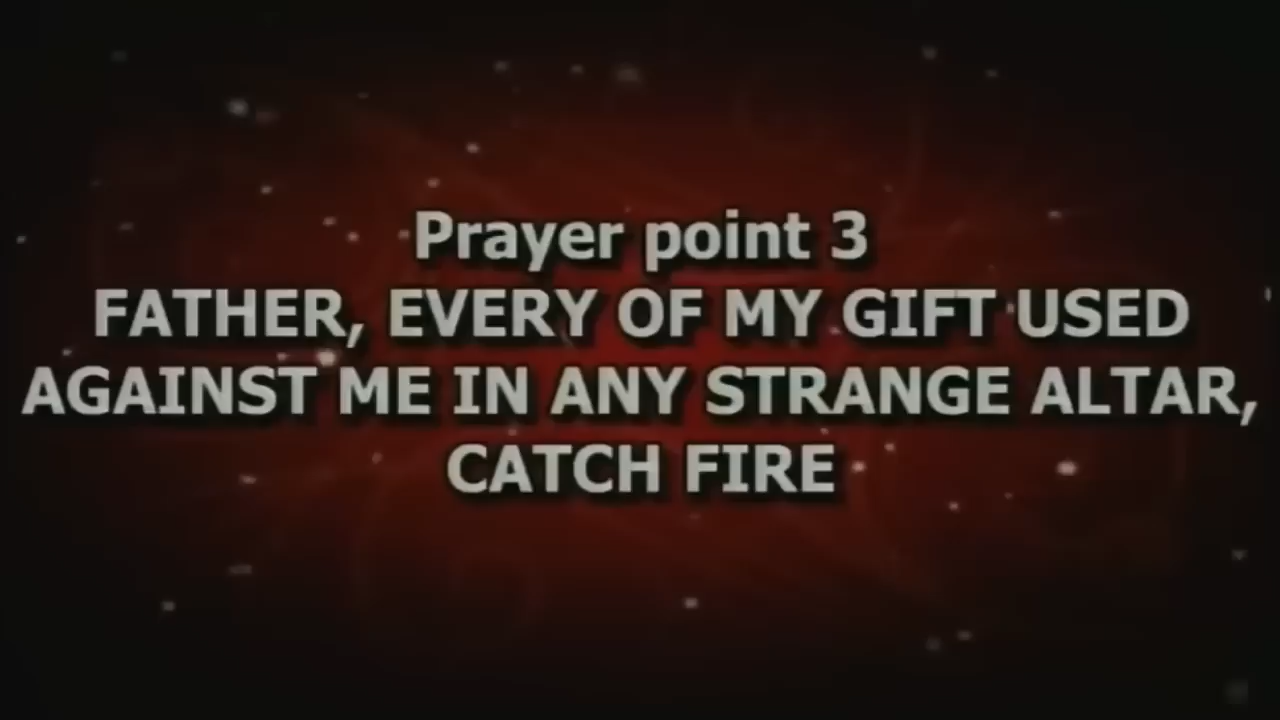 Prayer point 3
FATHER, EVERY OF MY GIFT USED
AGAINST ME IN ANY STRANGE ALTAR,
CATCH FIRE